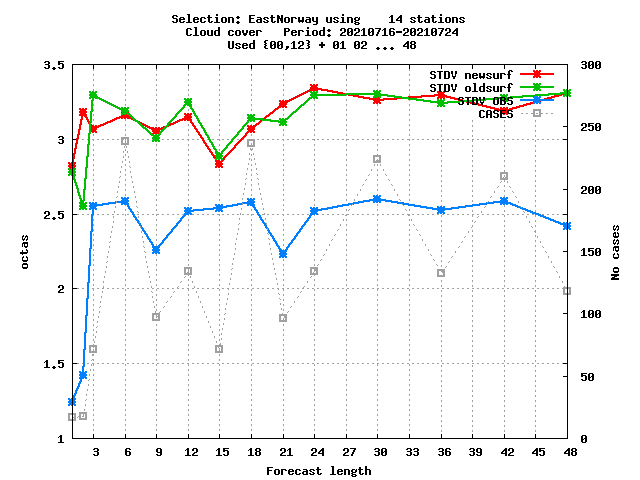 Selection: EastNorway using    14 stations
Cloud cover   Period: 20210716-20210724
Used {00,12} + 01 02 ... 48
3.5
3
2.5
2
1.5
1
octas
300
250
200
150
100
50
0
No cases
STDV newsurf
STDV oldsurf
STDV OBS
CASES
3 6 9 12 15 18 21 24 27 30 33 36 39 42 45 48
Forecast length